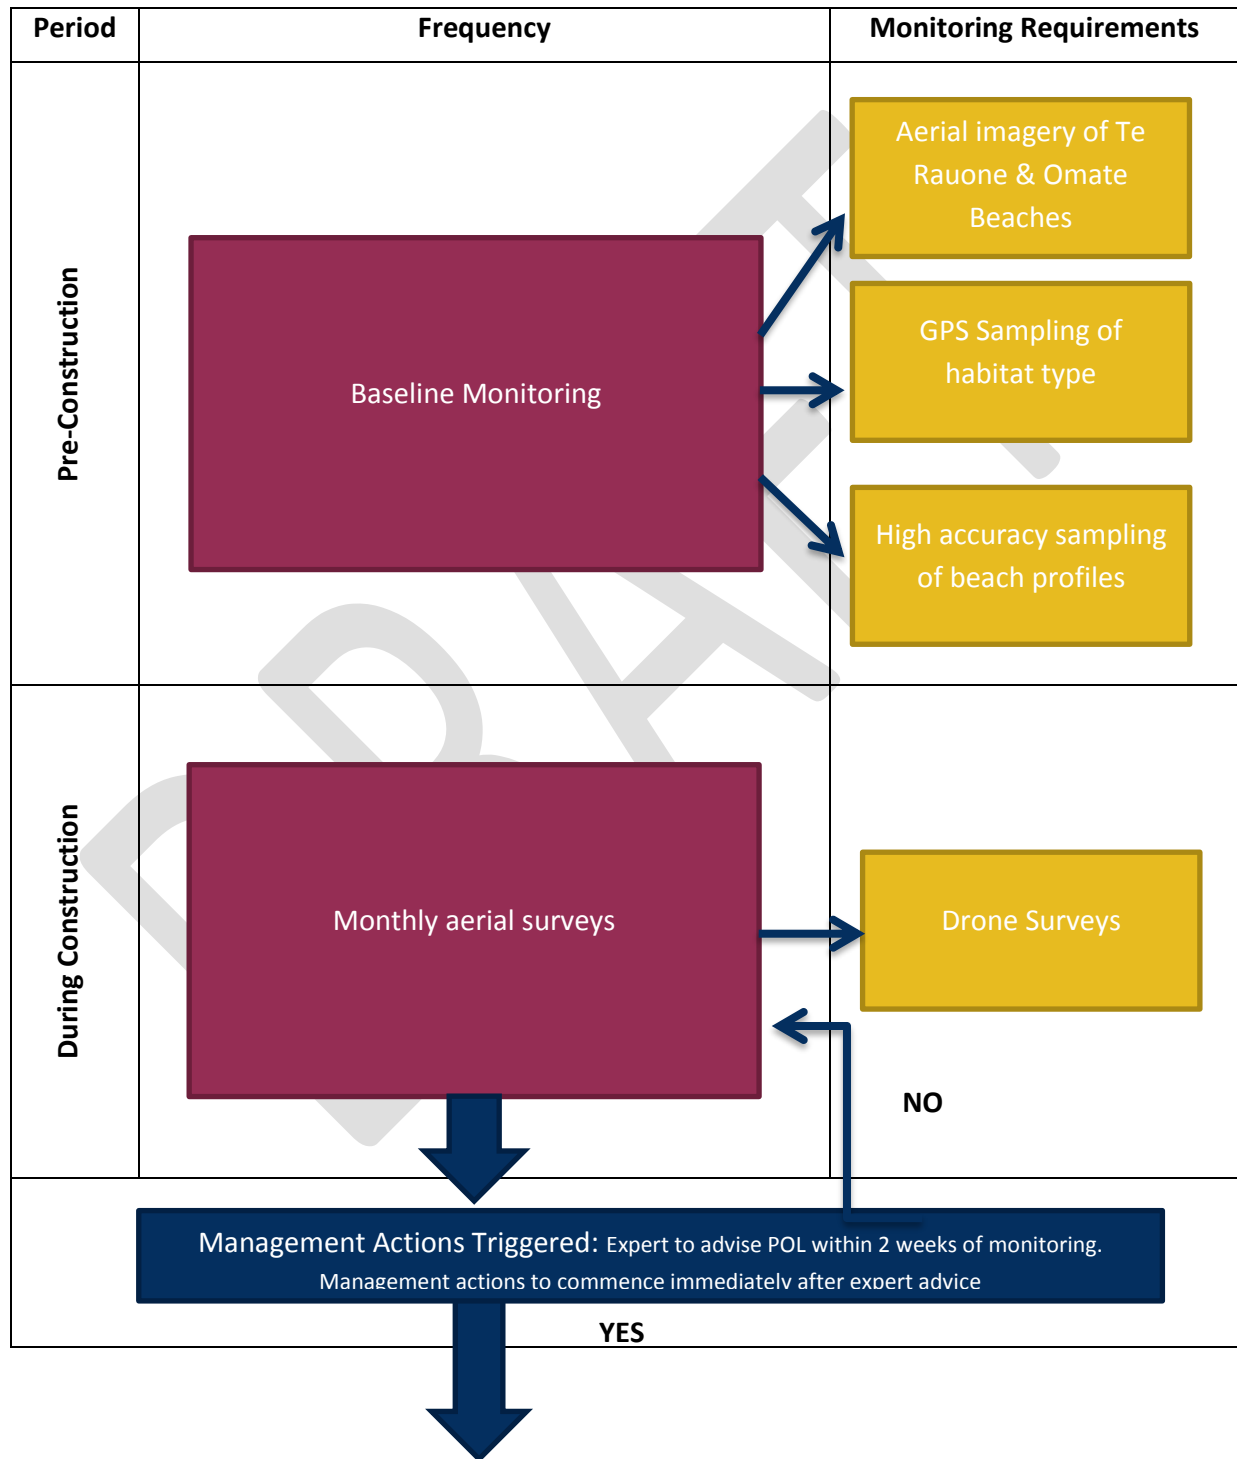 Period Frequency Monitoring Requirements
Pre-Construction
Baseline Monitoring
Aerial imagery of Te
Rauone & Omate
Beaches
GPS Sampling of
habitat type
High accuracy sampling
of beach profiles
During Construction
Monthly aerial surveys
Drone Surveys
NO
Management Actions Triggered: Expert to advise POL within 2 weeks of monitoring.
Management actions to commence immediately after expert advice
YES
DRAFT